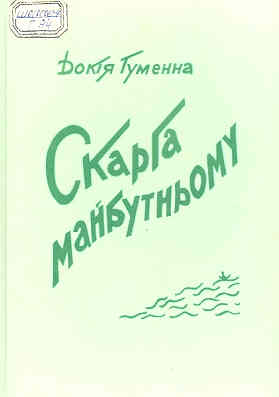 Докія Гуменна
Скарга
майбутньому